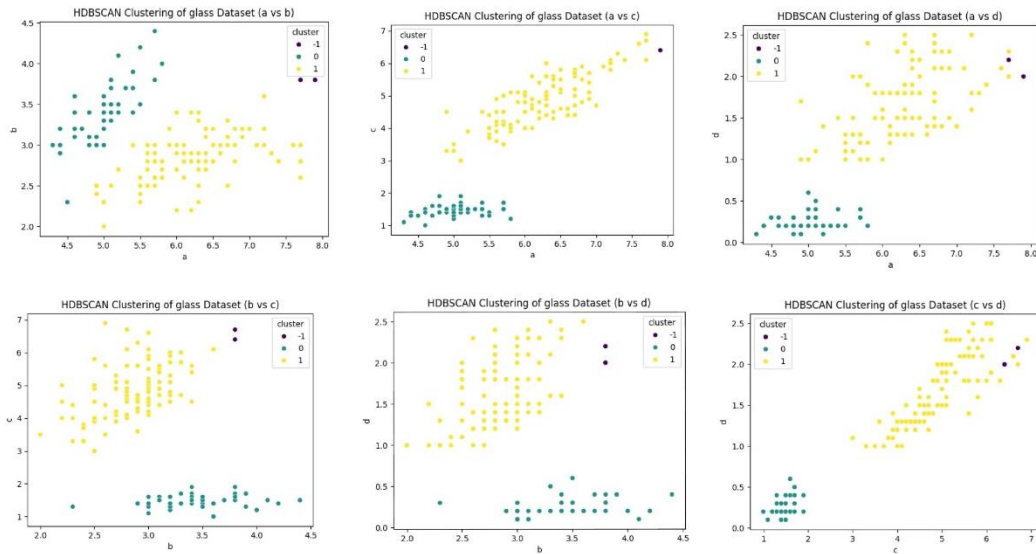 HDBSCAN Clustering of glass Dataset (a vs b)
4.5
4.0
3.5
3.0
2.5
2.0
b
4.5 5.0 5.5 6.0 6.5 7.0 7.5 8.0
a
cluster
-1
0
1
HDBSCAN Clustering of glass Dataset (a vs c)
7
6
5
4
3
2
1
c
4.5 5.0 5.5 6.0 6.5 7.0 7.5 8.0
a
cluster
-1
0
1
HDBSCAN Clustering of glass Dataset (a vs d)
2.5
2.0
1.5
1.0
0.5
0.0
d
4.5 5.0 5.5 6.0 6.5 7.0 7.5 8.0
a
cluster
-1
0
1
HDBSCAN Clustering of glass Dataset (b vs c)
7
6
5
4
3
2
1
c
2.0 2.5 3.0 3.5 4.0 4.5
b
cluster
-1
0
1
HDBSCAN Clustering of glass Dataset (b vs d)
2.5
2.0
1.5
1.0
0.5
0.0
d
2.0 2.5 3.0 3.5 4.0 4.5
b
cluster
-1
0
1
HDBSCAN Clustering of glass Dataset (c vs d)
2.5
2.0
1.5
1.0
0.5
0.0
d
1 2 3 4 5 6 7
c
cluster
-1
0
1